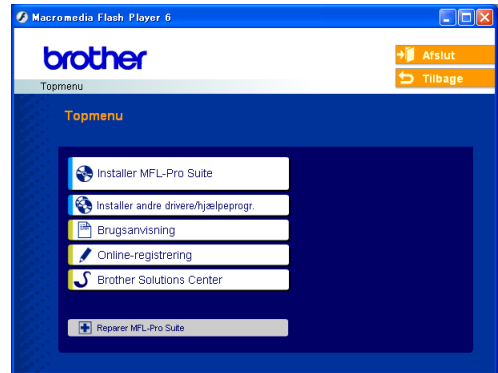 Macromedia Flash Player 6
brother
Afslut
Tilbage
Topmenu
Topmenu
Installer MFL-Pro Suite
Installer andre drivere/hjælpeprogr.
Brugsanvisning
Online-registrering
Brother Solutions Center
Reparer MFL-Pro Suite